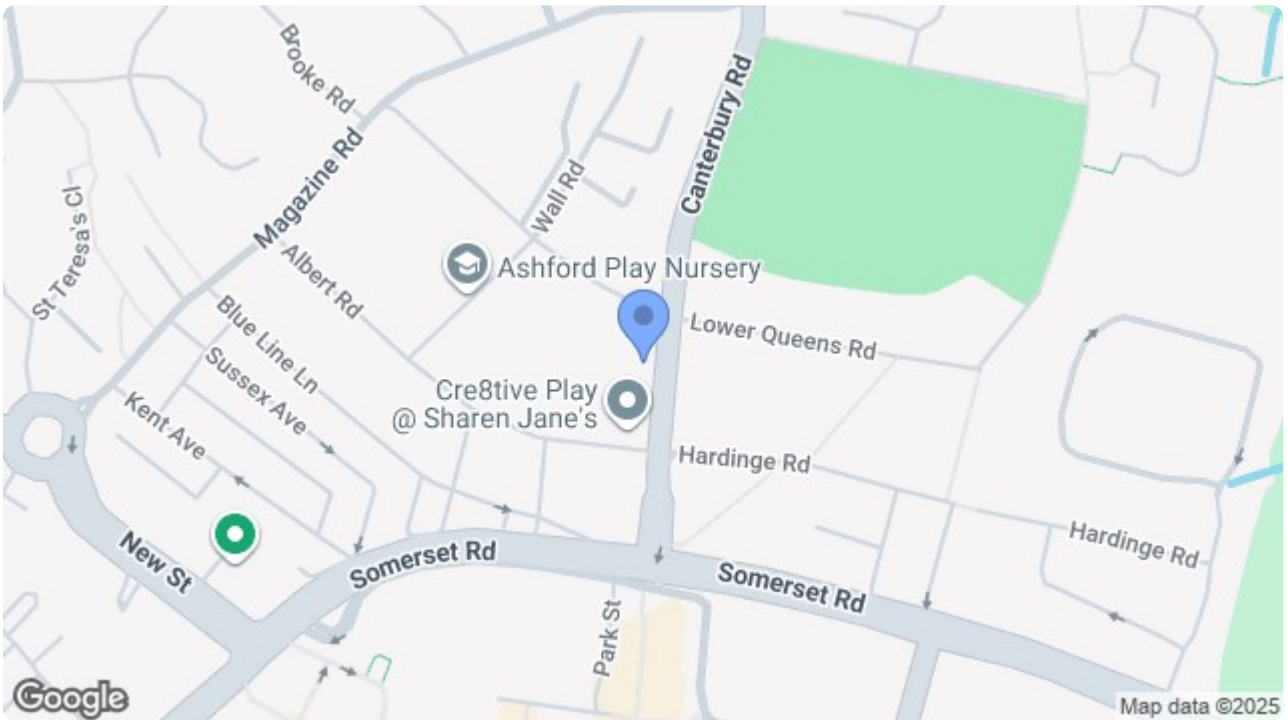 Brooke Rd
Canterbury Rd
Magazine Rd
Wall Rd
St Teresa's Cl
Albert Rd
Ashford Play Nursery
Blue Line Ln
Lower Queens Rd
Sussex Ave
Cre8tive Play
@ Sharen Jane's
Kent Ave
Hardinge Rd
Hardinge Rd
New St
Somerset Rd
Somerset Rd
Park St
Google
Map data ©2025